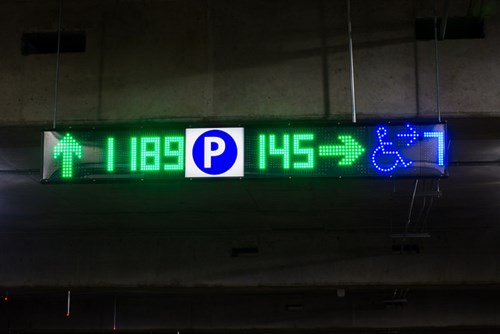 ↑ 1189 P 145 → → 7